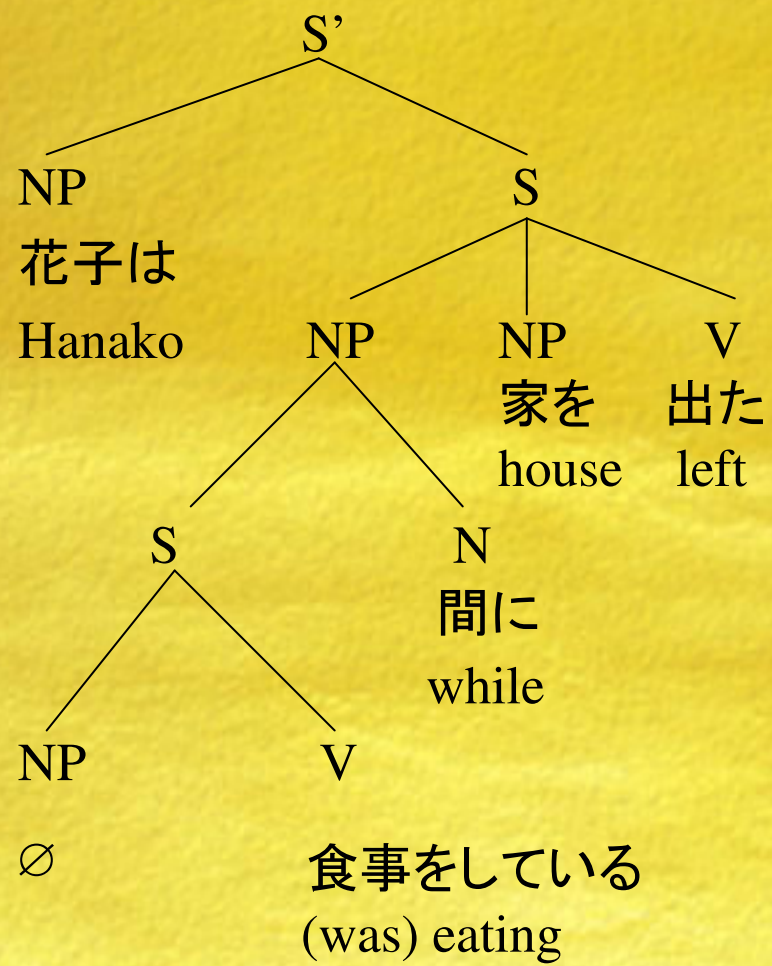 S’
NP S
花子は
Hanako NP NP V
家を 出た
house left
S N
間に
while
NP V
∅ 食事をしている
(was) eating